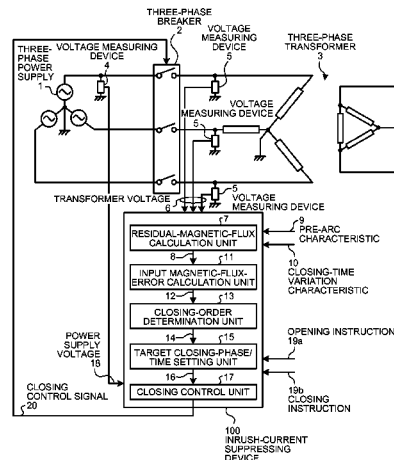 THREE-PHASE
BREAKER
2
VOLTAGE MEASURING
DEVICE
4
VOLTAGE
MEASURING
DEVICE
5
THREE-PHASE
TRANSFORMER
3
THREE-
PHASE POWER
SUPPLY
1
VOLTAGE
MEASURING DEVICE
5
TRANSFORMER VOLTAGE
6
5
VOLTAGE
MEASURING DEVICE
7
RESIDUAL-MAGNETIC-FLUX
CALCULATION UNIT
9
PRE-ARC
CHARACTERISTIC
8
11
INPUT MAGNETIC-FLUX-
ERROR CALCULATION UNIT
10
CLOSING-TIME
VARIATION
CHARACTERISTIC
12
13
CLOSING-ORDER
DETERMINATION UNIT
14
15
TARGET CLOSING-PHASE/
TIME SETTING UNIT
OPENING INSTRUCTION
19a
POWER
SUPPLY
VOLTAGE
18
16
17
CLOSING CONTROL UNIT
19b
CLOSING
INSTRUCTION
CLOSING
CONTROL SIGNAL
20
100
INRUSH-CURRENT
SUPPRESSING
DEVICE